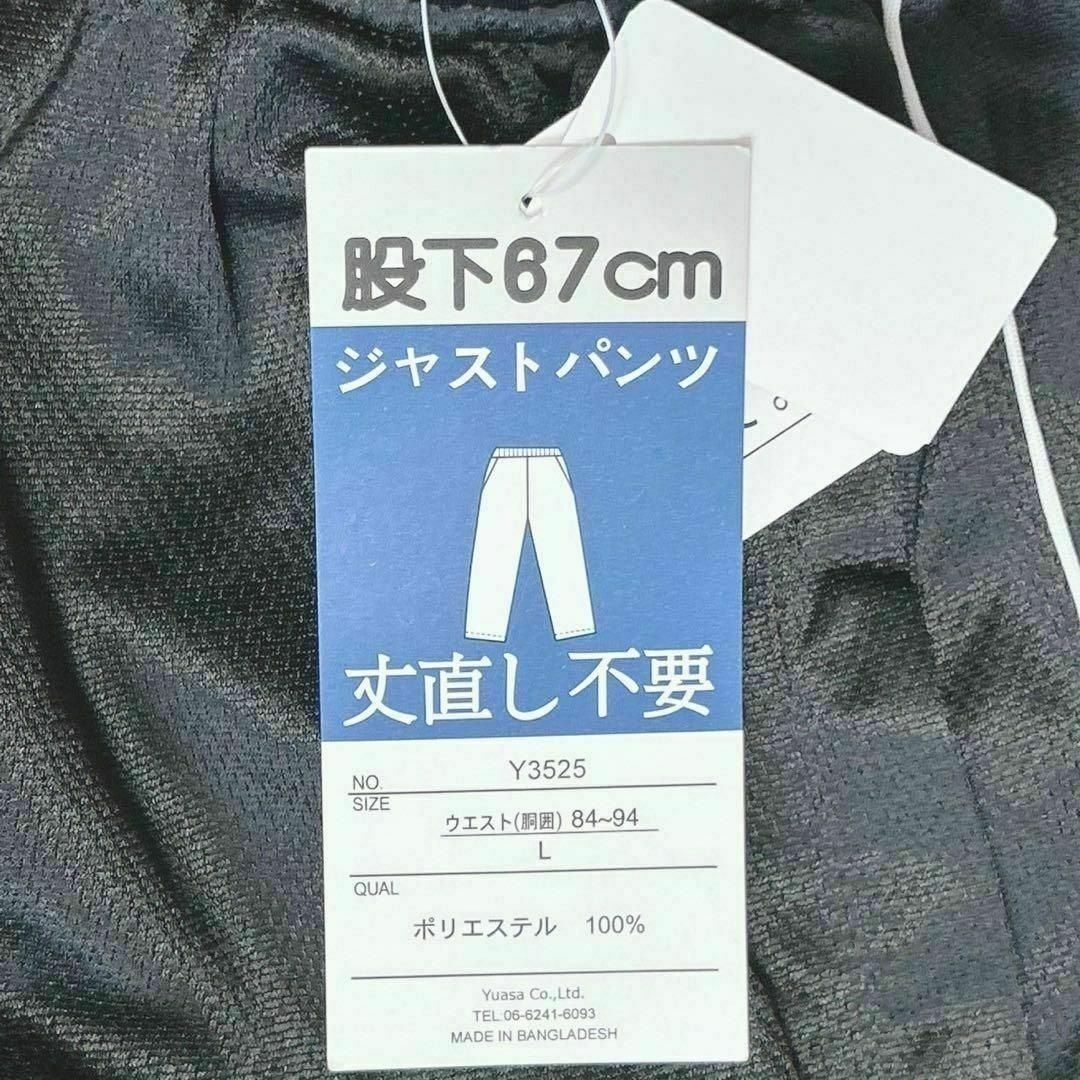 股下67cm
ジャストパンツ
丈直し不要
NO. Y3525
SIZE
ウエスト(胴囲) 84~94
L
QUAL
ポリエステル 100%
Yuasa Co.,Ltd.
TEL:06-6241-6093
MADE IN BANGLADESH